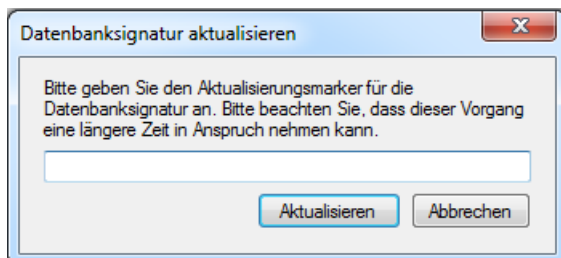 Datenbanksignatur aktualisieren
Bitte geben Sie den Aktualisierungsmarker für die
Datenbanksignatur an. Bitte beachten Sie, dass dieser Vorgang
eine längere Zeit in Anspruch nehmen kann.
Aktualisieren Abbrechen